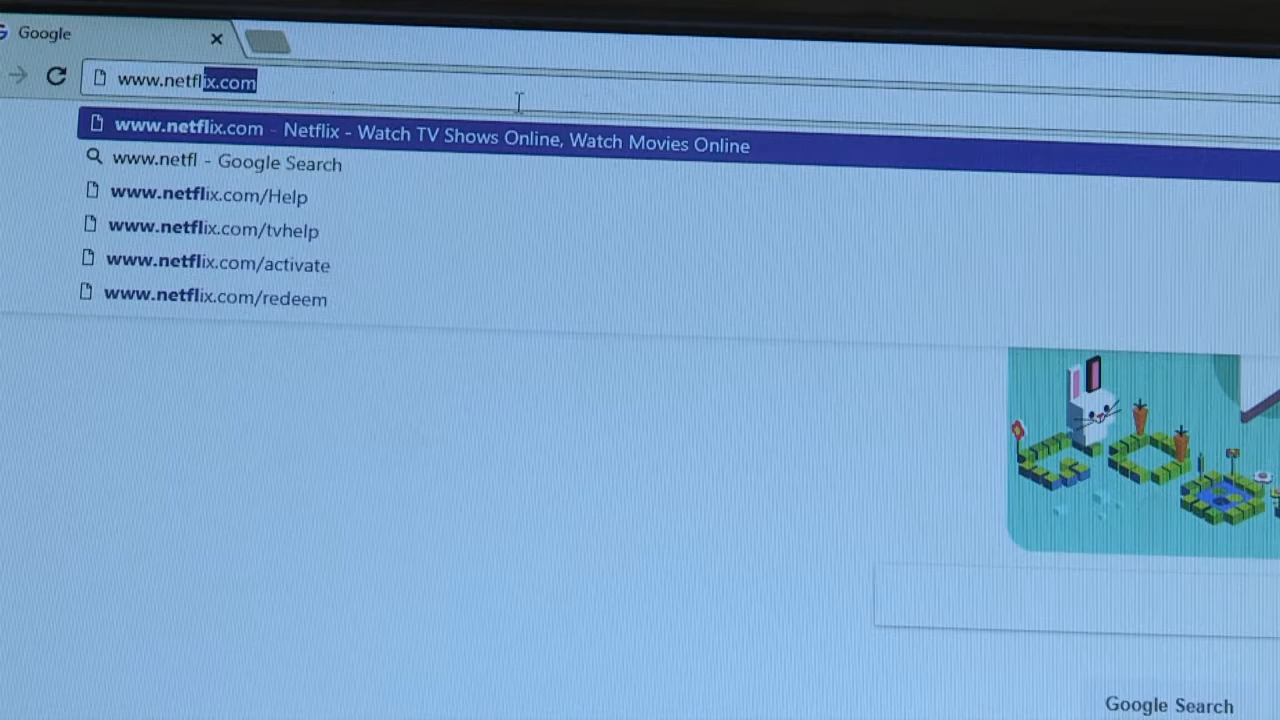 Google
www.netflix.com
www.netflix.com - Netflix - Watch TV Shows Online, Watch Movies Online
www.netfl - Google Search
www.netflix.com/Help
www.netflix.com/tvhelp
www.netflix.com/activate
www.netflix.com/redeem
Google Search